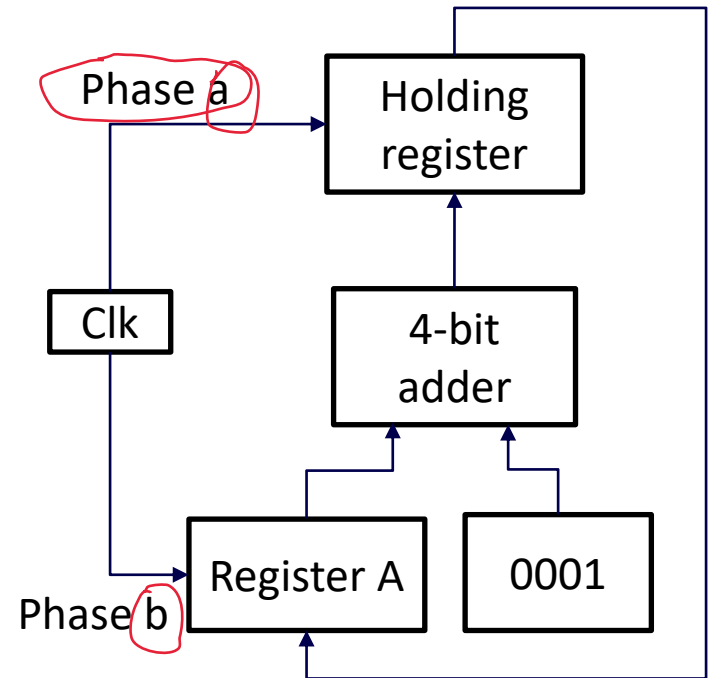 Phase a
Holding
register
Clk
4-bit
adder
Register A
0001
Phase b